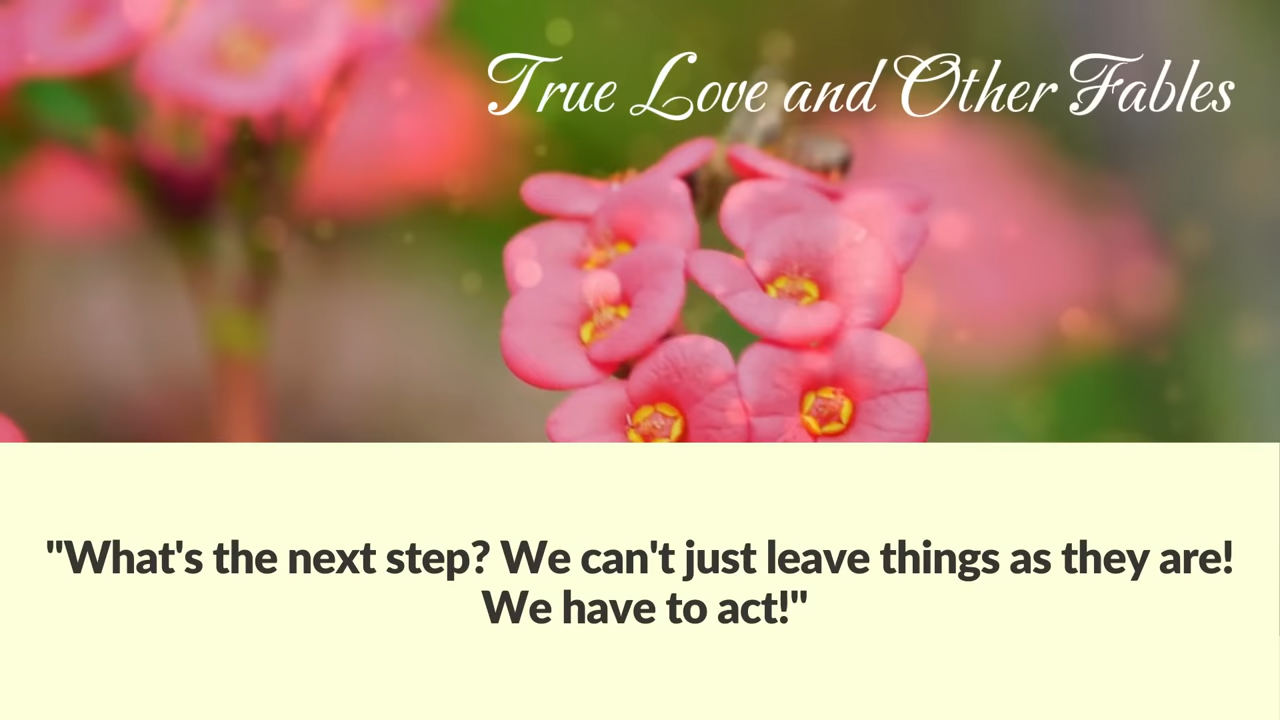 True Love and Other Fables
"What's the next step? We can't just leave things as they are!
We have to act!"